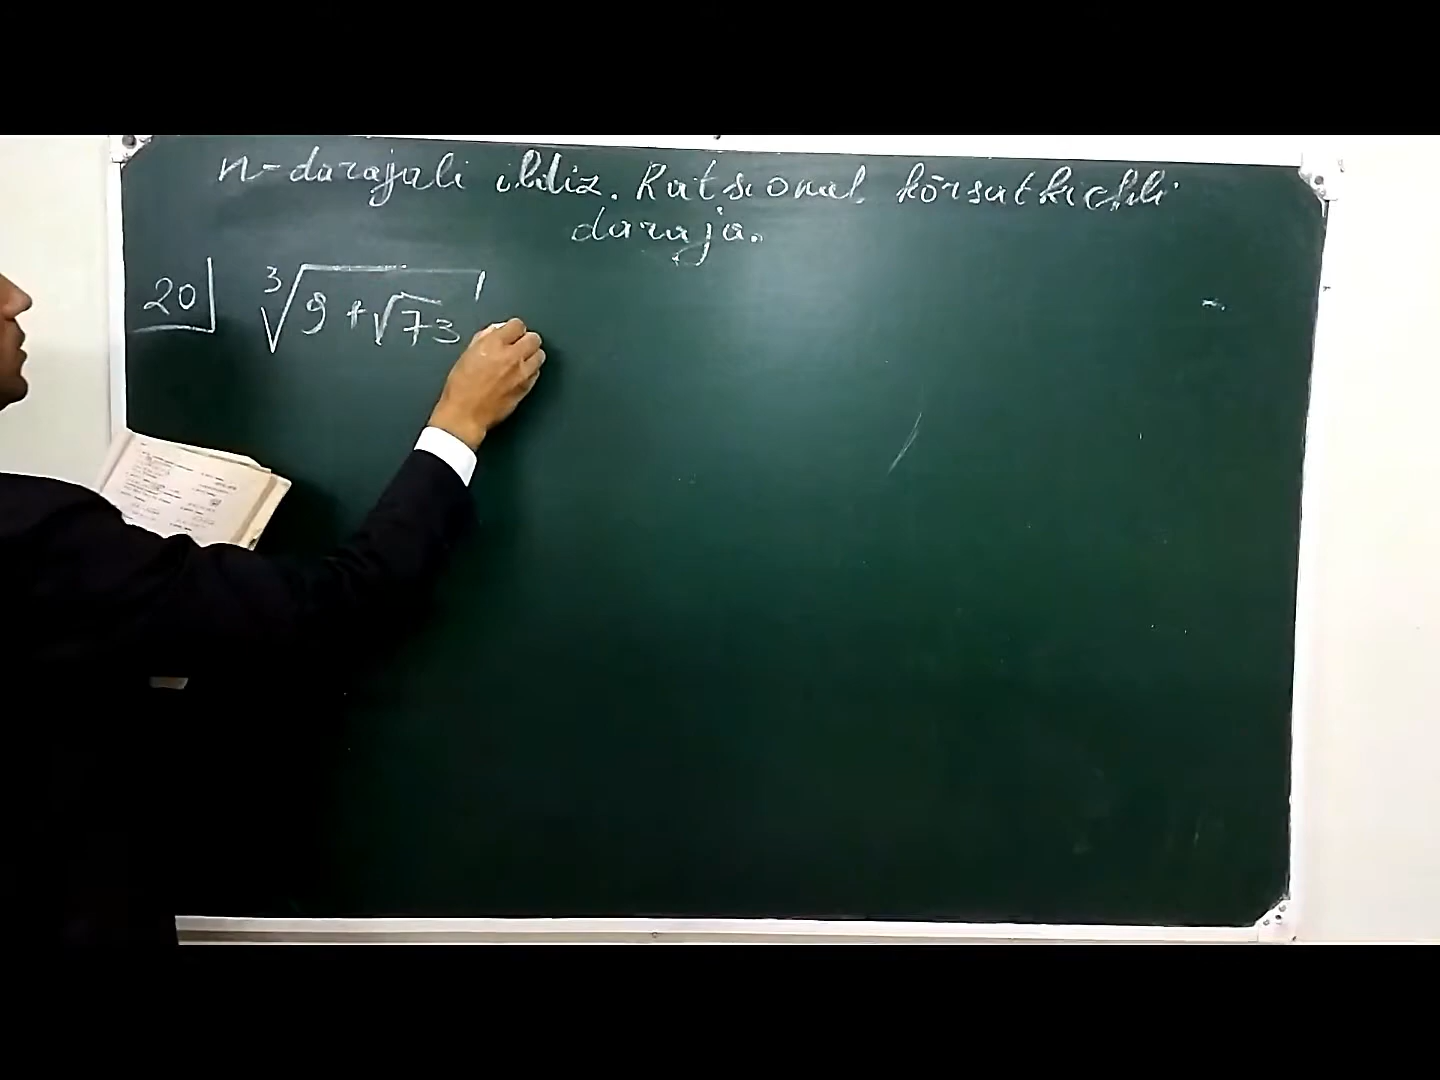 n-darajali ildiz. Ratsional ko̅rsatkichli
daraja.
20 ∛(9+√73)